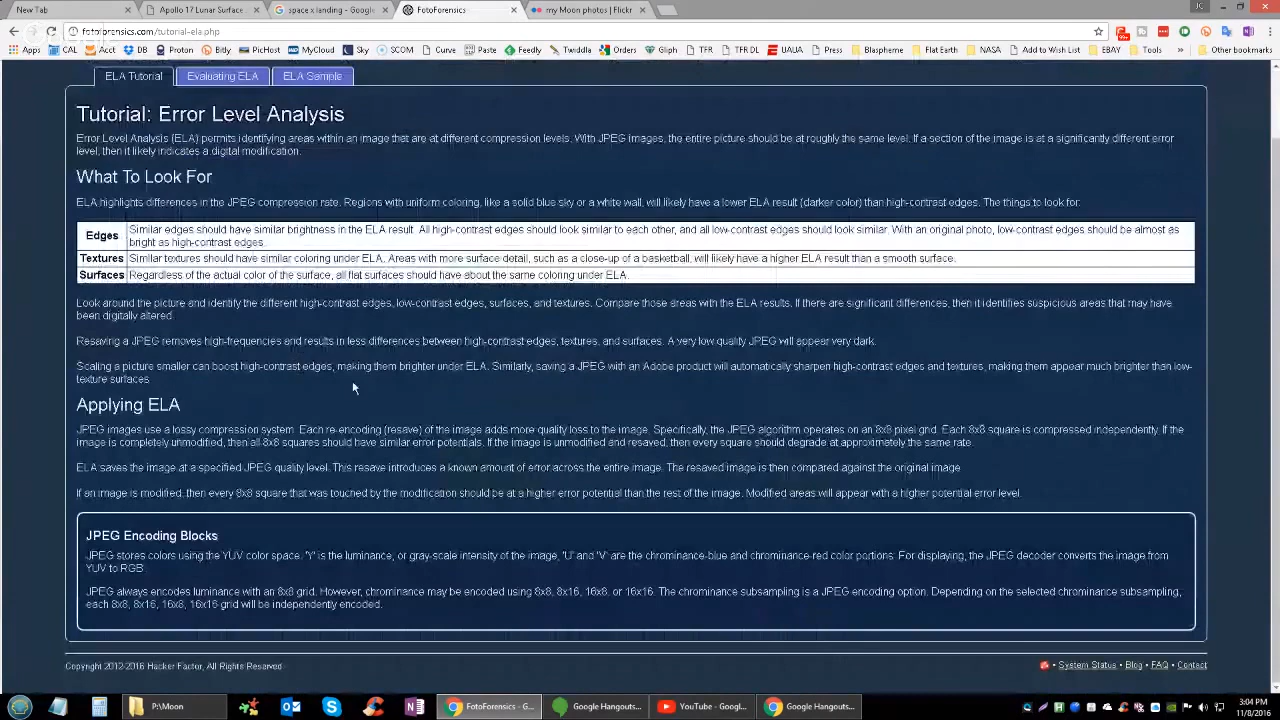 New Tab
Apollo 17 Lunar Surface
space x landing - Google
FotoForensics
my Moon photos | Flickr
JC
fotoforensics.com/tutorial-ela.php
Apps
CAL
Acct
DB
Proton
Bing
PicHost
MyCloud
Sky
SCOM
Curve
Paste
Feedly
Twiddla
Orders
Gliph
TFR
TFR DL
Press
Blaspheme
Flat Earth
NASA
Add to Wish List
EBAY
Tools
Other bookmarks
ELA Tutorial
Evaluating ELA
ELA Sample
Tutorial: Error Level Analysis
Error Level Analysis (ELA) permits identifying areas within an image that are at different compression levels. With JPEG images, the entire picture should be at roughly the same level. If a section of the image is at a significantly different error
level, then it likely indicates a digital modification.
What To Look For
ELA highlights differences in the JPEG compression rate. Regions with uniform coloring, like a solid blue sky or a white wall, will likely have a lower ELA result (darker color) than high-contrast edges. The things to look for:
Edges
Similar edges should have similar brightness in the ELA result. All high-contrast edges should look similar to each other, and all low-contrast edges should look similar. With an original photo, low-contrast edges should be almost as
bright as high-contrast edges.
Textures
Similar textures should have similar coloring under ELA. Areas with more surface detail, such as a close-up of a basketball, will likely have a higher ELA result than a smooth surface.
Surfaces
Regardless of the actual color of the surface, all flat surfaces should have about the same coloring under ELA.
Look around the picture and identify the different high-contrast edges, low-contrast edges, surfaces, and textures. Compare those areas with the ELA results. If there are significant differences, then it identifies suspicious areas that may have
been digitally altered.
Resaving a JPEG removes high-frequencies and results in less differences between high-contrast edges, textures, and surfaces. A very low quality JPEG will appear very dark.
Scaling a picture smaller can boost high-contrast edges, making them brighter under ELA. Similarly, saving a JPEG with an Adobe product will automatically sharpen high-contrast edges and textures, making them appear much brighter than low-
texture surfaces.
Applying ELA
JPEG images use a lossy compression system. Each re-encoding (resave) of the image adds more quality loss to the image. Specifically, the JPEG algorithm operates on an 8x8 pixel grid. Each 8x8 square is compressed independently. If the
image is completely unmodified, then all 8x8 squares should have similar error potentials. If the image is unmodified and resaved, then every square should degrade at approximately the same rate.
ELA saves the image at a specified JPEG quality level. This resave introduces a known amount of error across the entire image. The resaved image is then compared against the original image.
If an image is modified, then every 8x8 square that was touched by the modification should be at a higher error potential than the rest of the image. Modified areas will appear with a higher potential error level.
JPEG Encoding Blocks
JPEG stores colors using the YUV color space. 'Y' is the luminance, or gray-scale intensity of the image, 'U' and 'V' are the chrominance-blue and chrominance-red color portions. For displaying, the JPEG decoder converts the image from
YUV to RGB.
JPEG always encodes luminance with an 8x8 grid. However, chrominance may be encoded using 8x8, 8x16, 16x8, or 16x16. The chrominance subsampling is a JPEG encoding option. Depending on the selected chrominance subsampling,
each 8x8, 8x16, 16x8, 16x16 grid will be independently encoded.
Copyright 2012-2016 Hacker Factor, All Rights Reserved
• System Status • Blog • FAQ • Contact
P:\Moon
FotoForensics - G...
Google Hangouts...
YouTube - Googl...
Google Hangouts...
3:04 PM
11/8/2016